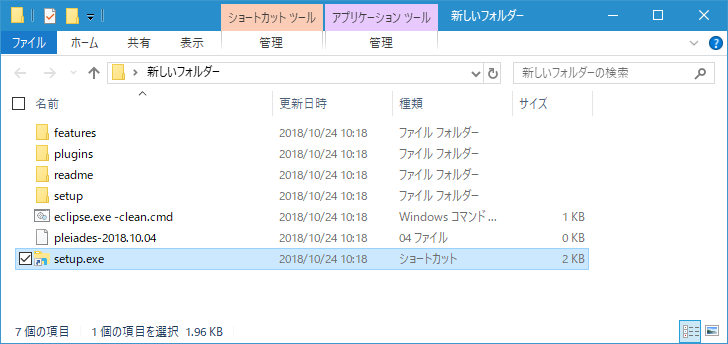 ショートカット ツール アプリケーション ツール 新しいフォルダー
ファイル ホーム 共有 表示 管理 管理
新しいフォルダー 新しいフォルダーの検索
名前 更新日時 種類 サイズ
features 2018/10/24 10:18 ファイル フォルダー
plugins 2018/10/24 10:18 ファイル フォルダー
readme 2018/10/24 10:18 ファイル フォルダー
setup 2018/10/24 10:18 ファイル フォルダー
eclipse.exe -clean.cmd 2018/10/24 10:18 Windows コマンド ... 1 KB
pleiades-2018.10.04 2018/10/24 10:18 04 ファイル 0 KB
setup.exe 2018/10/24 10:18 ショートカット 2 KB
7 個の項目 1 個の項目を選択 1.96 KB